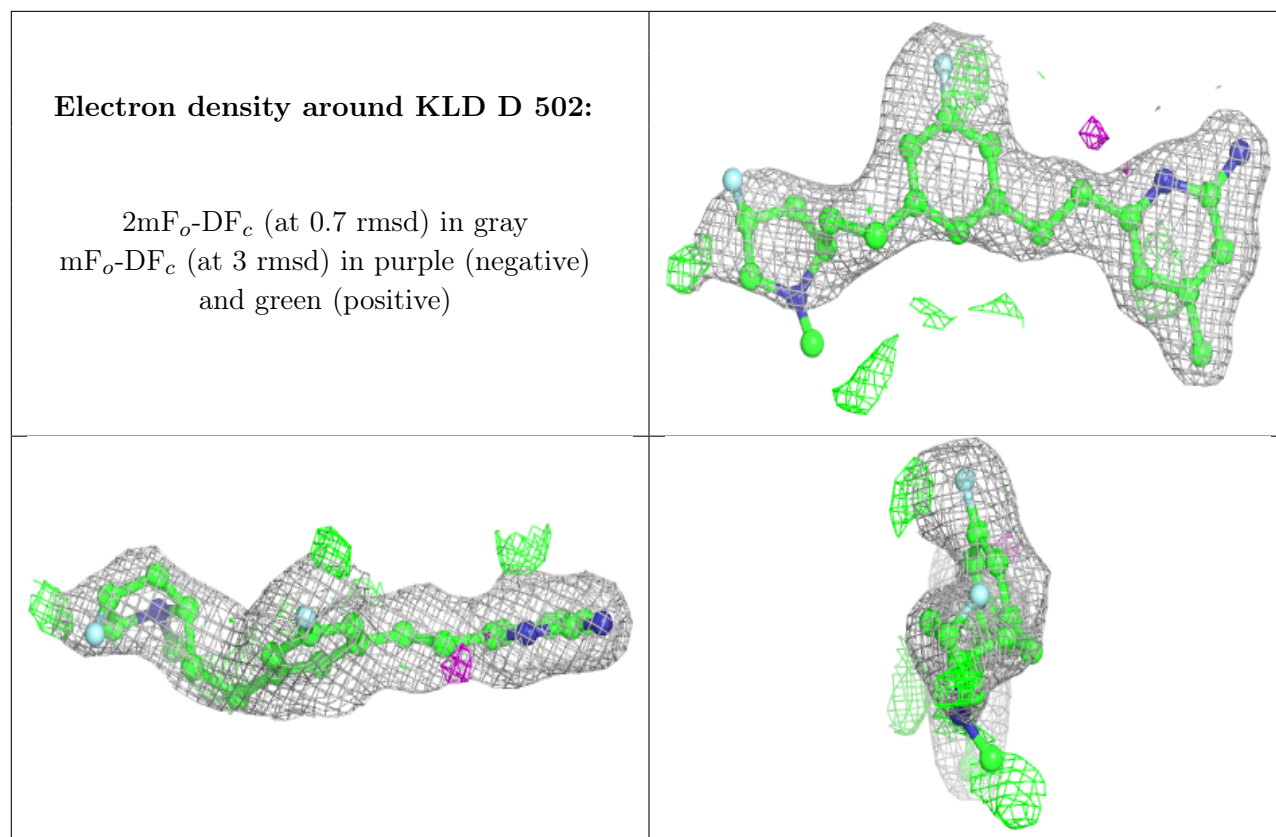 Electron density around KLD D 502:
2mFo-DFc (at 0.7 rmsd) in gray
mFo-DFc (at 3 rmsd) in purple (negative)
and green (positive)